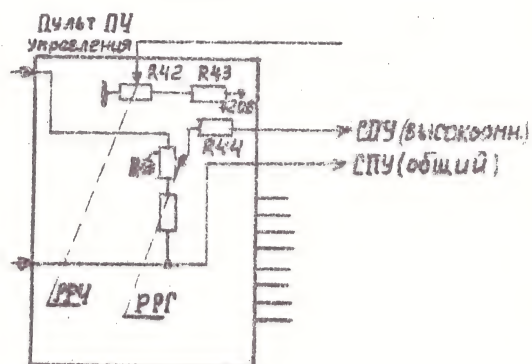 Пульт ПУ
управления
R42 R43
+20В
R44
СПУ(высокоомн.)
СПУ(общий)
РРЧ
РРГ